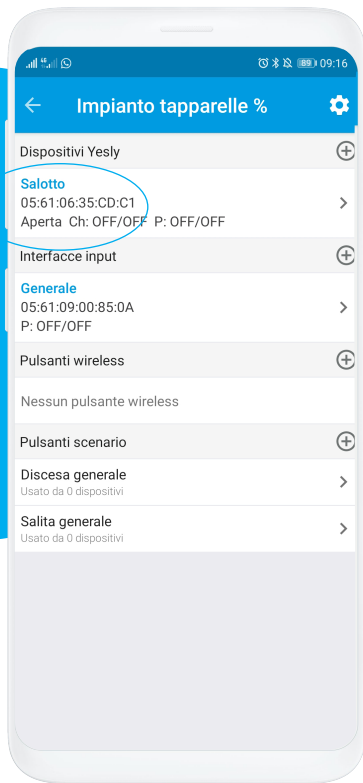 89 09:16
Impianto tapparelle %
Dispositivi Yesly
Salotto
05:61:06:35:CD:C1
Aperta Ch: OFF/OFF P: OFF/OFF
Interfacce input
Generale
05:61:09:00:85:0A
P: OFF/OFF
Pulsanti wireless
Nessun pulsante wireless
Pulsanti scenario
Discesa generale
Usato da 0 dispositivi
Salita generale
Usato da 0 dispositivi